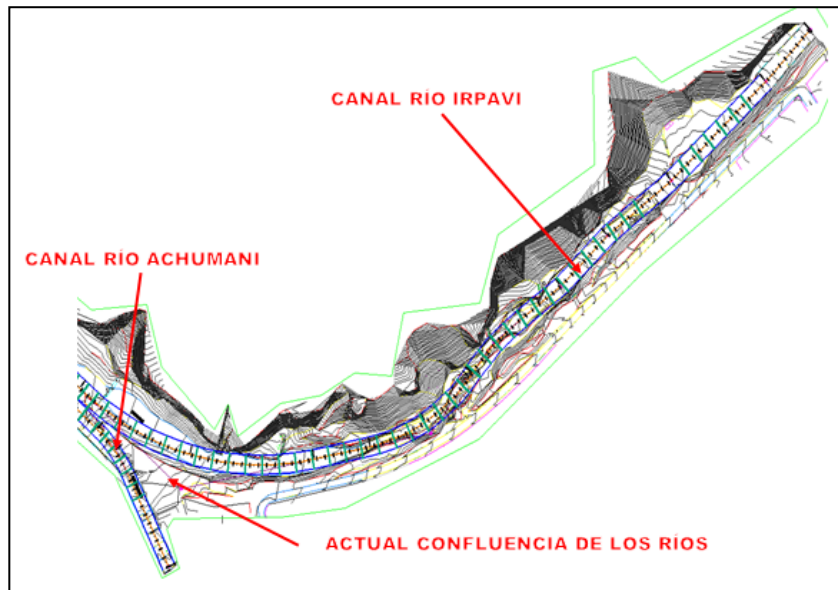 CANAL RÍO IRPAVI
CANAL RÍO ACHUMANI
ACTUAL CONFLUENCIA DE LOS RÍOS